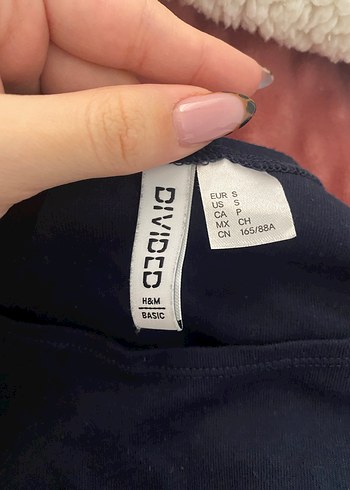 DIVIDED
H&M
BASIC
EUR S
US S
CA P
MX CH
CN 165/88A